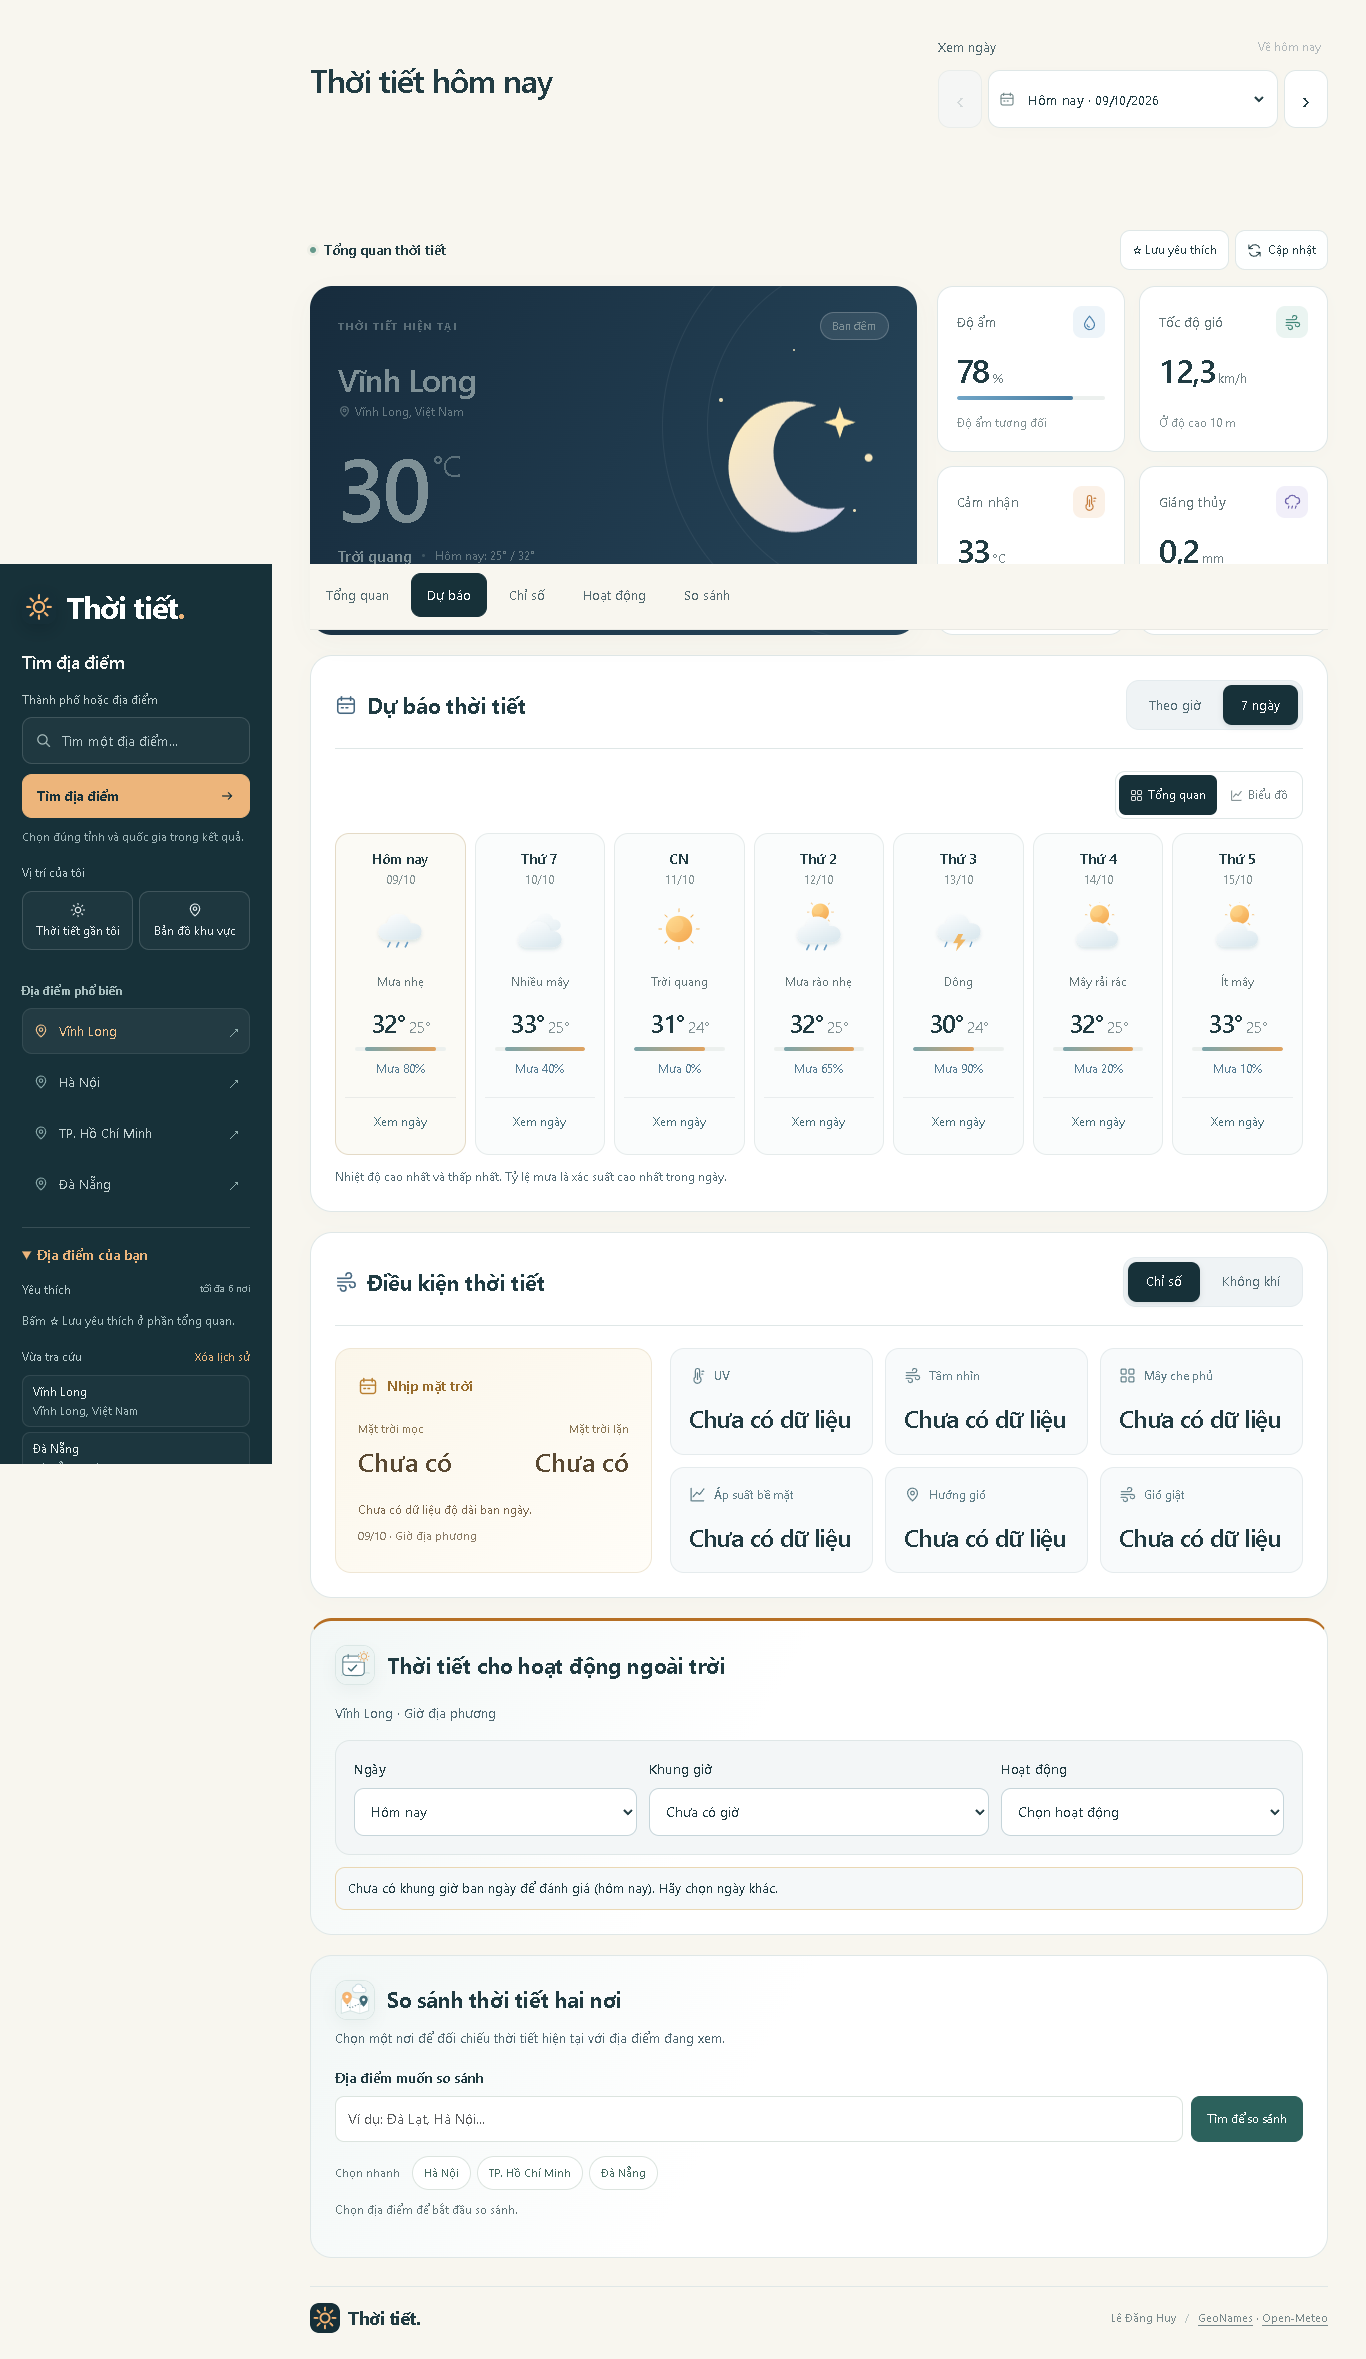 Thời tiết hôm nay
Xem ngày
Về hôm nay
Hôm nay · 09/10/2026
Tổng quan thời tiết
☆ Lưu yêu thích
Cập nhật
THỜI TIẾT HIỆN TẠI
Ban đêm
Vĩnh Long
Vĩnh Long, Việt Nam
30°C
Trời quang • Hôm nay: 25° / 32°
Độ ẩm
78 %
Độ ẩm tương đối
Tốc độ gió
12,3 km/h
Ở độ cao 10 m
Cảm nhận
33 °C
Giáng thủy
0,2 mm
Tổng quan
Dự báo
Chỉ số
Hoạt động
So sánh
Thời tiết.
Tìm địa điểm
Thành phố hoặc địa điểm
Tìm một địa điểm...
Tìm địa điểm →
Chọn đúng tỉnh và quốc gia trong kết quả.
Vị trí của tôi
Thời tiết gần tôi
Bản đồ khu vực
Địa điểm phổ biến
Vĩnh Long ↗
Hà Nội ↗
TP. Hồ Chí Minh ↗
Đà Nẵng ↗
▼ Địa điểm của bạn
Yêu thích
tối đa 6 nơi
Bấm ☆ Lưu yêu thích ở phần tổng quan.
Vừa tra cứu
Xóa lịch sử
Vĩnh Long
Vĩnh Long, Việt Nam
Đà Nẵng
Dự báo thời tiết
Theo giờ
7 ngày
Tổng quan
Biểu đồ
Hôm nay
09/10
Mưa nhẹ
32° 25°
Mưa 80%
Xem ngày
Thứ 7
10/10
Nhiều mây
33° 25°
Mưa 40%
Xem ngày
CN
11/10
Trời quang
31° 24°
Mưa 0%
Xem ngày
Thứ 2
12/10
Mưa rào nhẹ
32° 25°
Mưa 65%
Xem ngày
Thứ 3
13/10
Dông
30° 24°
Mưa 90%
Xem ngày
Thứ 4
14/10
Mây rải rác
32° 25°
Mưa 20%
Xem ngày
Thứ 5
15/10
Ít mây
33° 25°
Mưa 10%
Xem ngày
Nhiệt độ cao nhất và thấp nhất. Tỷ lệ mưa là xác suất cao nhất trong ngày.
Điều kiện thời tiết
Chỉ số
Không khí
Nhịp mặt trời
Mặt trời mọc
Mặt trời lặn
Chưa có
Chưa có
Chưa có dữ liệu độ dài ban ngày.
09/10 · Giờ địa phương
UV
Chưa có dữ liệu
Tầm nhìn
Chưa có dữ liệu
Mây che phủ
Chưa có dữ liệu
Áp suất bề mặt
Chưa có dữ liệu
Hướng gió
Chưa có dữ liệu
Gió giật
Chưa có dữ liệu
Thời tiết cho hoạt động ngoài trời
Vĩnh Long · Giờ địa phương
Ngày
Khung giờ
Hoạt động
Hôm nay
Chưa có giờ
Chọn hoạt động
Chưa có khung giờ ban ngày để đánh giá (hôm nay). Hãy chọn ngày khác.
So sánh thời tiết hai nơi
Chọn một nơi để đối chiếu thời tiết hiện tại với địa điểm đang xem.
Địa điểm muốn so sánh
Ví dụ: Đà Lạt, Hà Nội...
Tìm để so sánh
Chọn nhanh
Hà Nội
TP. Hồ Chí Minh
Đà Nẵng
Chọn địa điểm để bắt đầu so sánh.
Thời tiết.
Lê Đăng Huy / GeoNames · Open-Meteo